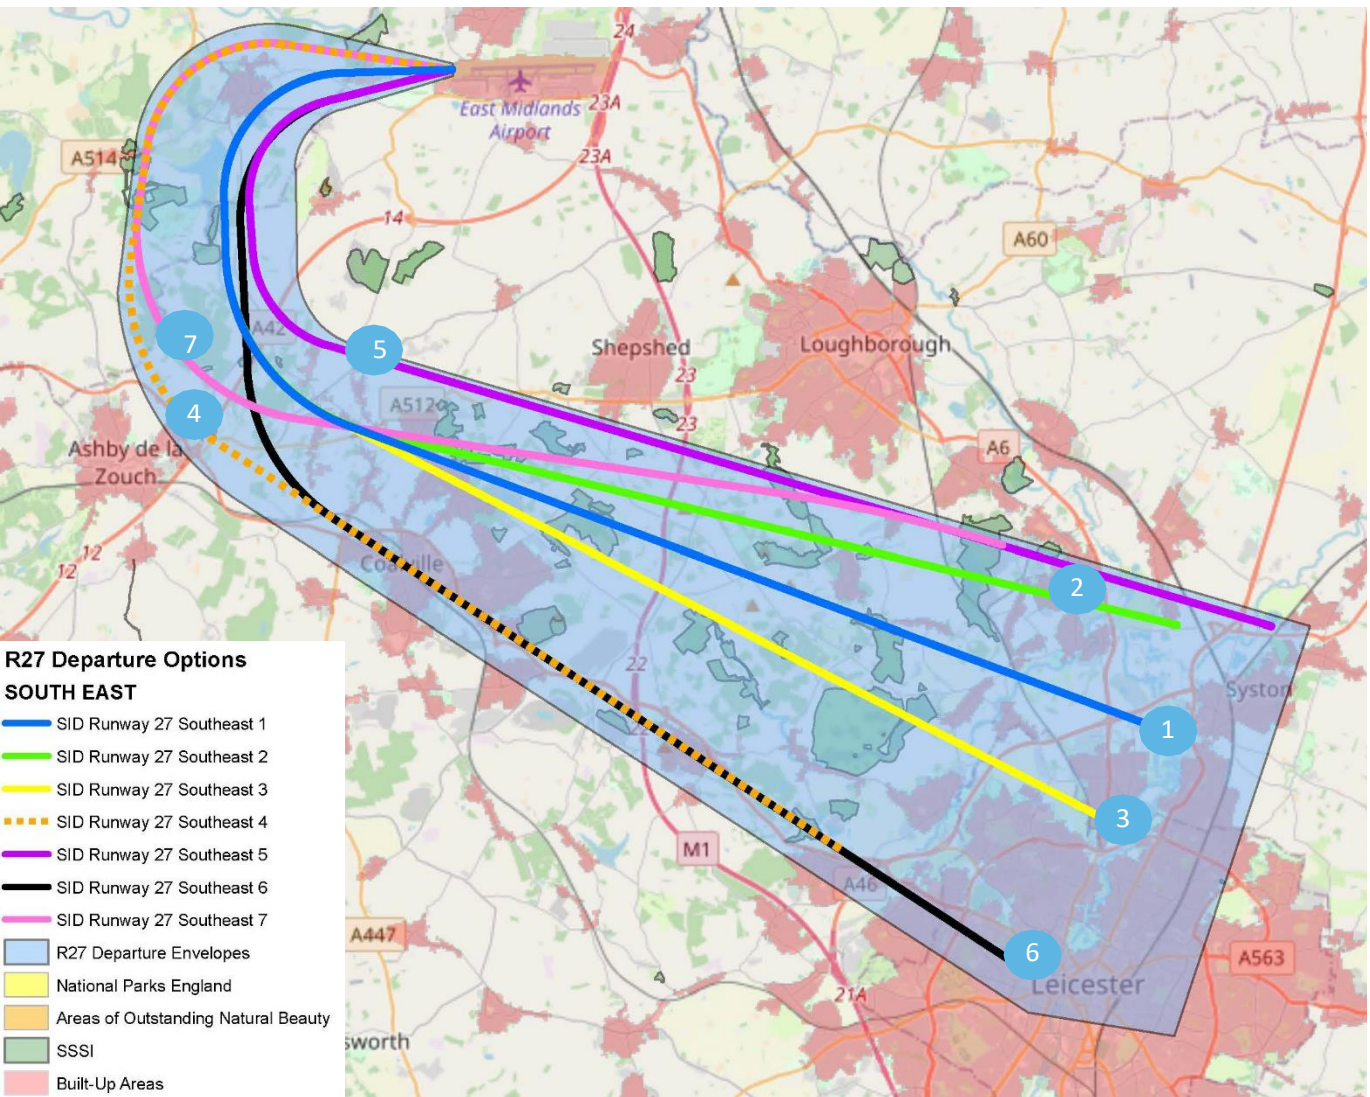 24
East Midlands
Airport
23A
23A
A514
14
A60
A42
7
5
Shepshed
Loughborough
23
A512
4
23
A6
Ashby de la
Zouch
12
12
Coalville
2
22
Syston
1
3
M1
A46
A447
6
A563
Leicester
21A
sworth
R27 Departure Options
SOUTH EAST
SID Runway 27 Southeast 1
SID Runway 27 Southeast 2
SID Runway 27 Southeast 3
SID Runway 27 Southeast 4
SID Runway 27 Southeast 5
SID Runway 27 Southeast 6
SID Runway 27 Southeast 7
R27 Departure Envelopes
National Parks England
Areas of Outstanding Natural Beauty
SSSI
Built-Up Areas